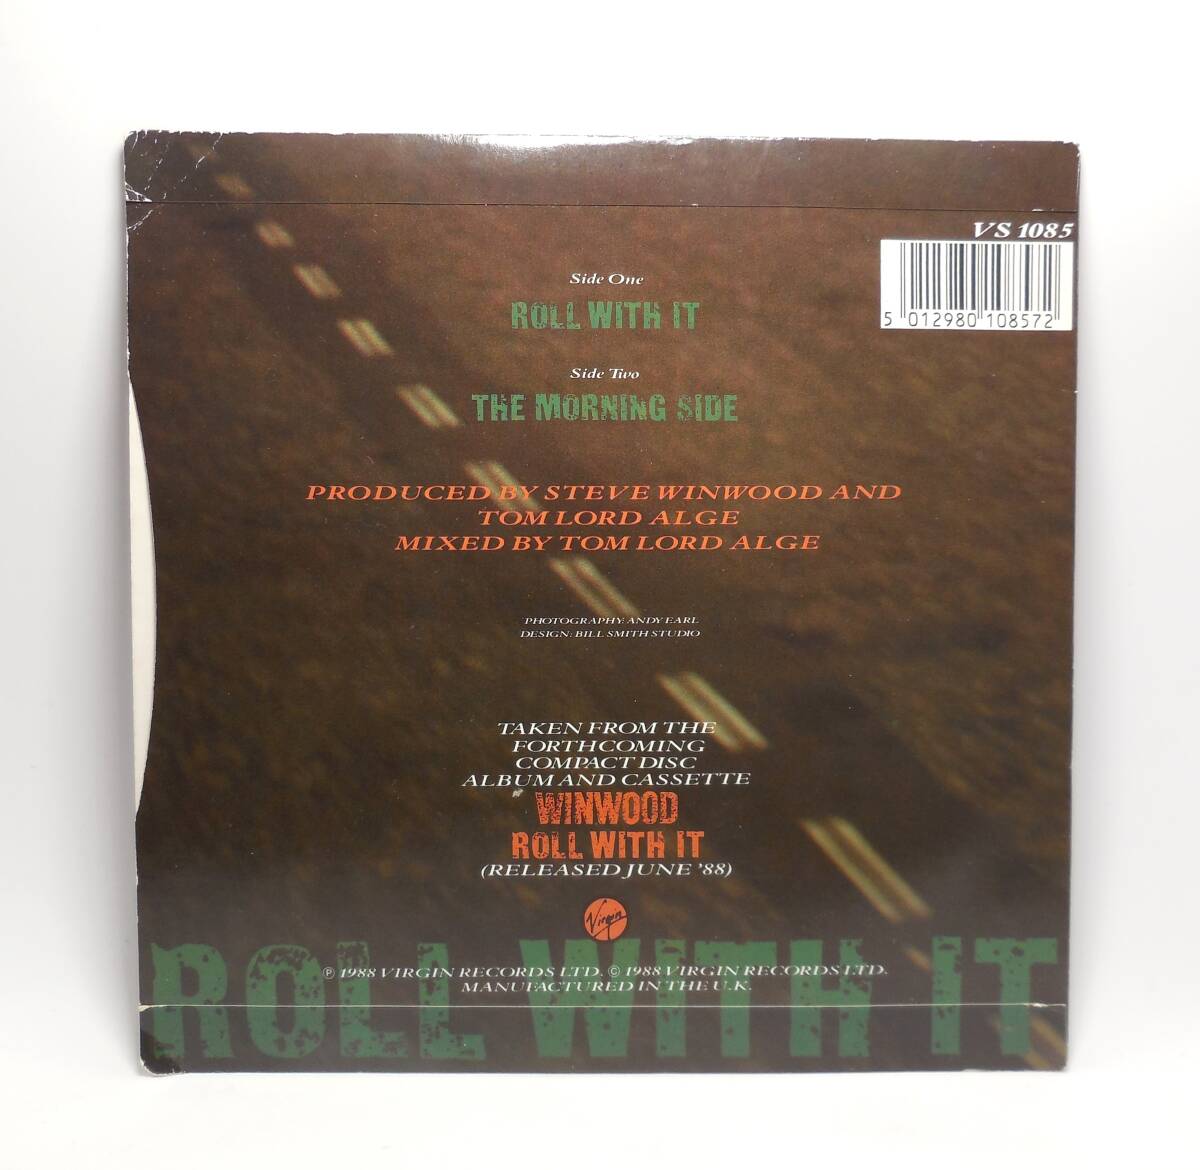 VS 1085
5 012980 108572
Side One
ROLL WITH IT
Side Two
THE MORNING SIDE
PRODUCED BY STEVE WINWOOD AND
TOM LORD ALGE
MIXED BY TOM LORD ALGE
PHOTOGRAPHY: ANDY EARL
DESIGN: BILL SMITH STUDIO
TAKEN FROM THE
FORTHCOMING
COMPACT DISC
ALBUM AND CASSETTE
WINWOOD
ROLL WITH IT
(RELEASED JUNE '88)
Virgin
ROLL WITH IT
℗ 1988 VIRGIN RECORDS LTD. © 1988 VIRGIN RECORDS LTD.
MANUFACTURED IN THE U.K.